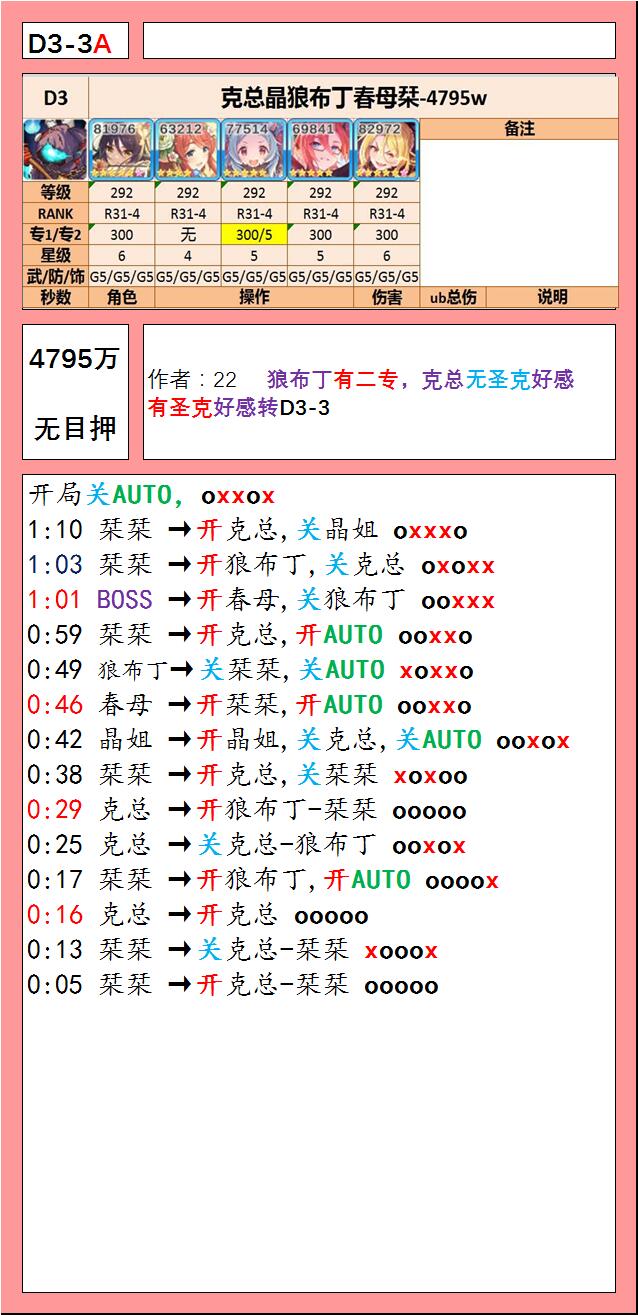 D3-3A
D3 克总晶狼布丁春母栞-4795w
81976 63212 77514 69841 82972 备注
等级 292 292 292 292 292
RANK R31-4 R31-4 R31-4 R31-4 R31-4
专1/专2 300 无 300/5 300 300
星级 6 4 5 5 6
武/防/饰 G5/G5/G5 G5/G5/G5 G5/G5/G5 G5/G5/G5 G5/G5/G5
秒数 角色 操作 伤害 ub总伤 说明
4795万
无目押
作者：22 狼布丁有二专，克总无圣克好感
有圣克好感转D3-3
开局关AUTO, oxxox
1:10 栞栞 →开克总,关晶姐 oxxxo
1:03 栞栞 →开狼布丁,关克总 oxoxx
1:01 BOSS →开春母,关狼布丁 ooxxx
0:59 栞栞 →开克总,开AUTO ooxxo
0:49 狼布丁→关栞栞,关AUTO xoxxo
0:46 春母 →开栞栞,开AUTO ooxxo
0:42 晶姐 →开晶姐,关克总,关AUTO ooxox
0:38 栞栞 →开克总,关栞栞 xoxoo
0:29 克总 →开狼布丁-栞栞 ooooo
0:25 克总 →关克总-狼布丁 ooxox
0:17 栞栞 →开狼布丁,开AUTO oooox
0:16 克总 →开克总 ooooo
0:13 栞栞 →关克总-栞栞 xooox
0:05 栞栞 →开克总-栞栞 ooooo